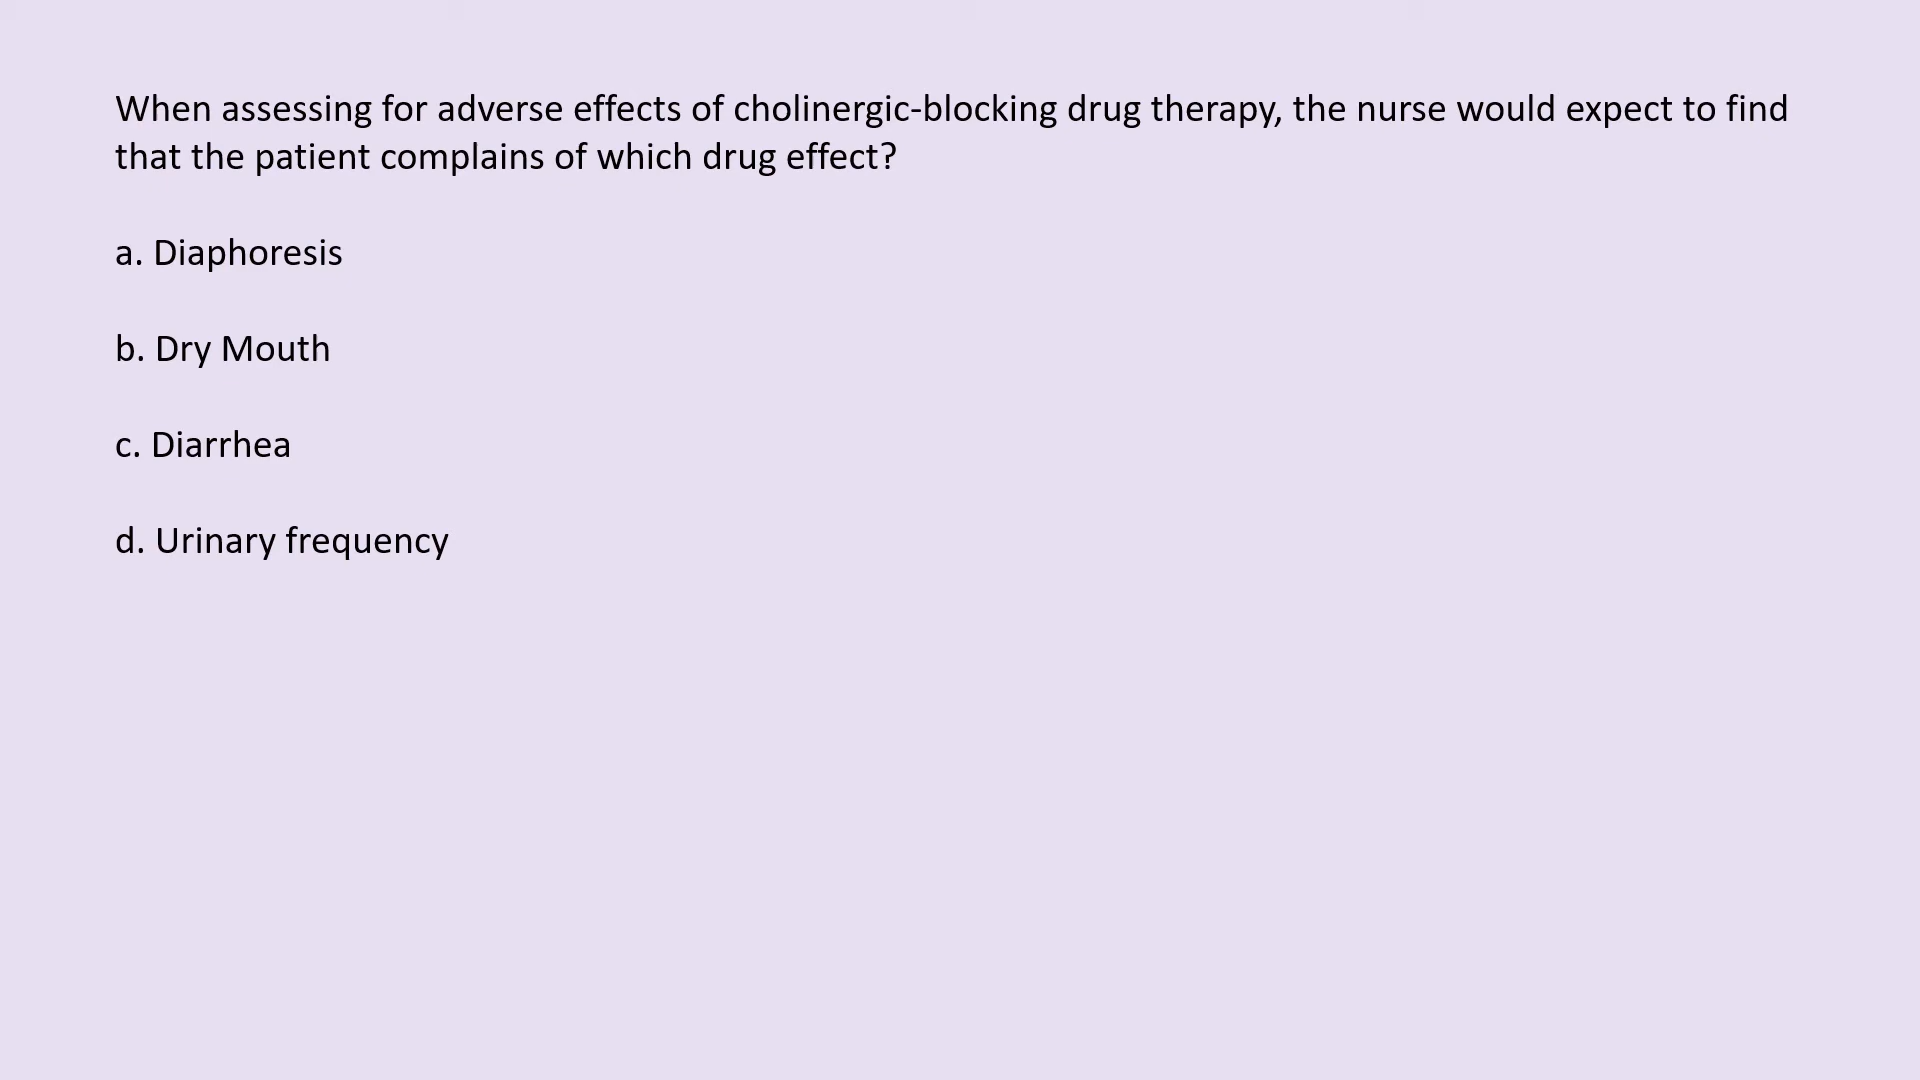 When assessing for adverse effects of cholinergic-blocking drug therapy, the nurse would expect to find
that the patient complains of which drug effect?
a. Diaphoresis
b. Dry Mouth
c. Diarrhea
d. Urinary frequency